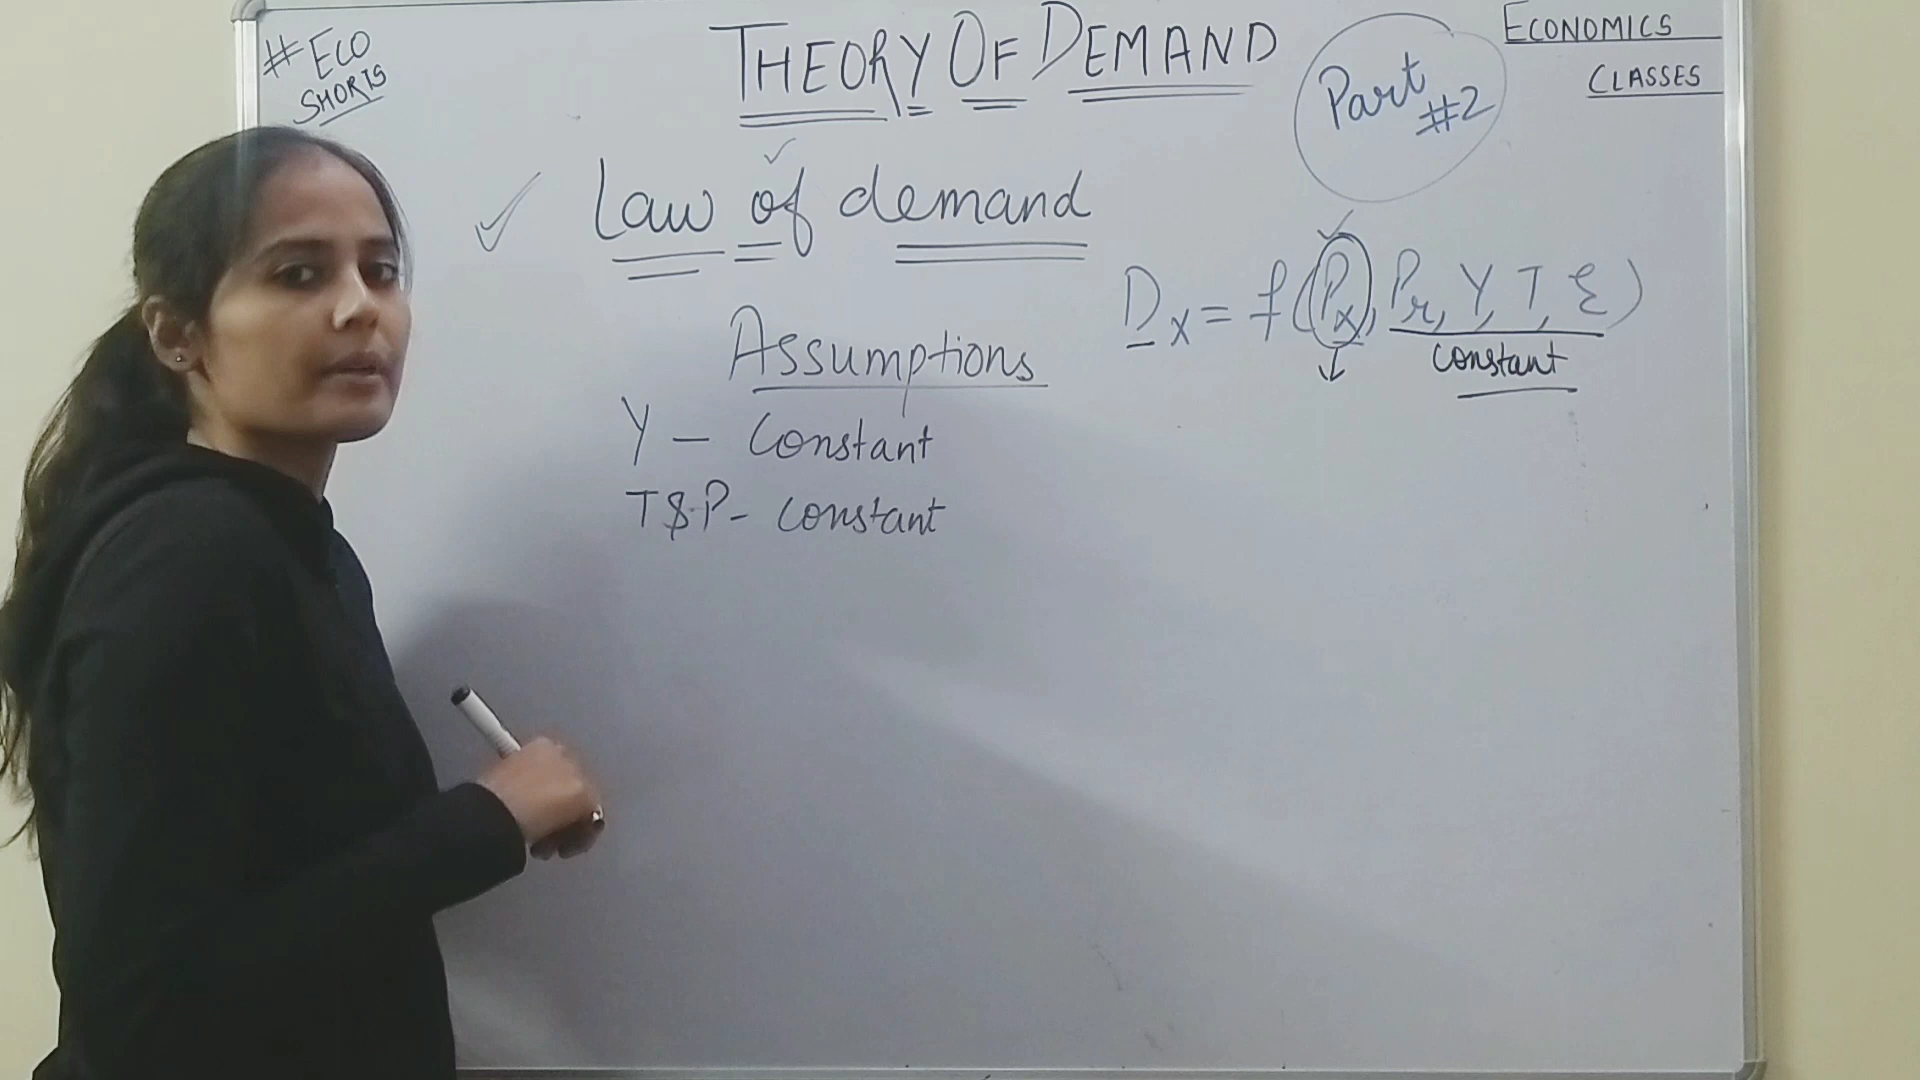 # ECO
SHORTS
THEORY OF DEMAND
Part
#2
ECONOMICS
CLASSES
Law of demand
Dx = f(Px, Pr, Y, T, ξ)
constant
ASSUMPTIONS
Y - Constant
T & P - constant